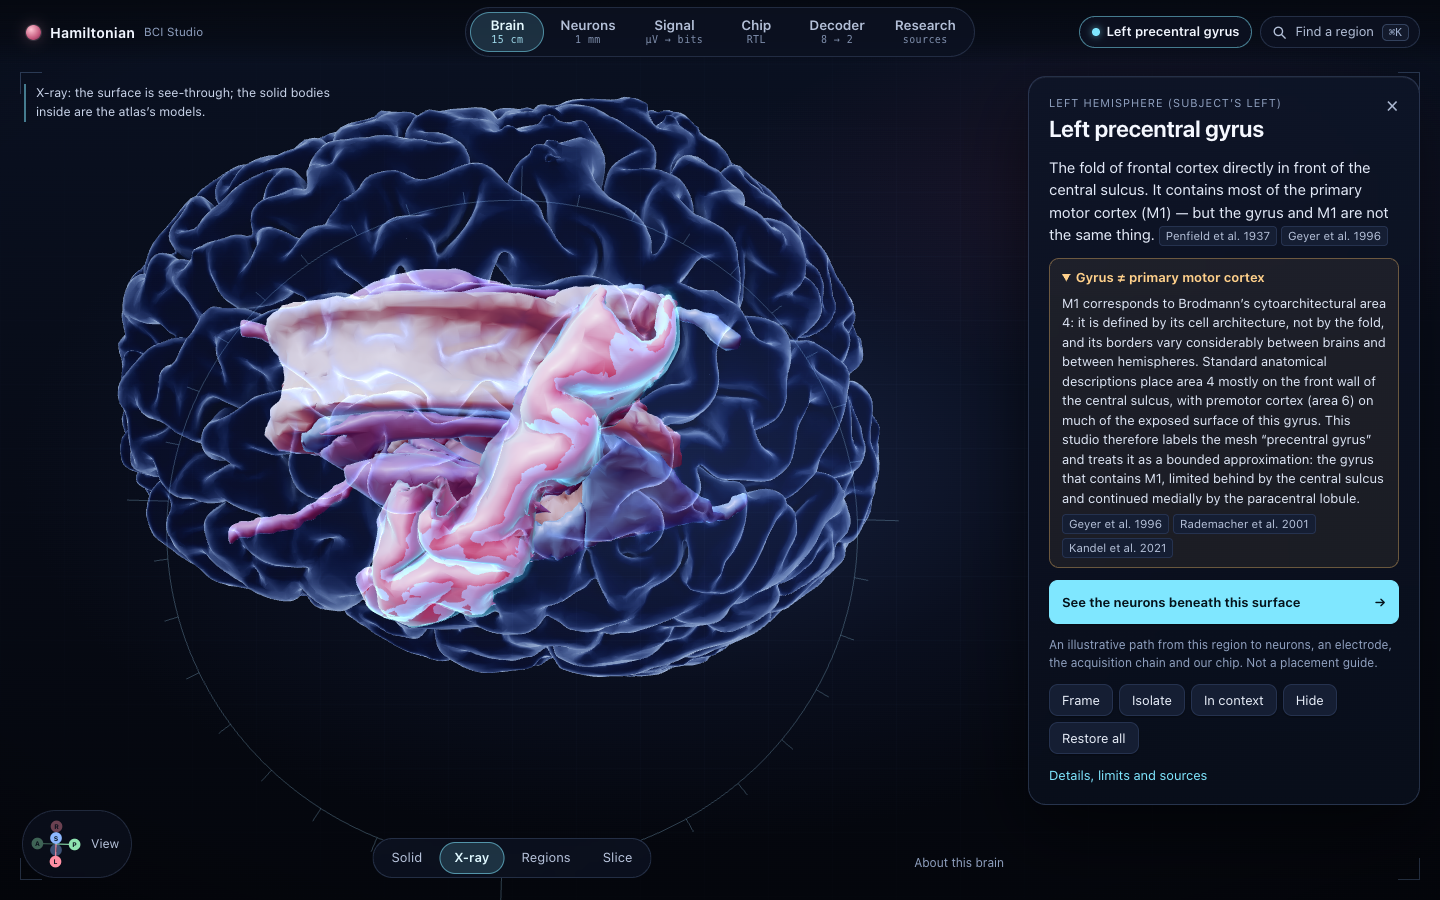 Hamiltonian BCI Studio
Brain
15 cm
Neurons
1 mm
Signal
μV → bits
Chip
RTL
Decoder
8 → 2
Research
sources
Left precentral gyrus
Find a region ⌘K
X-ray: the surface is see-through; the solid bodies
inside are the atlas's models.
LEFT HEMISPHERE (SUBJECT'S LEFT)
Left precentral gyrus
The fold of frontal cortex directly in front of the
central sulcus. It contains most of the primary
motor cortex (M1) — but the gyrus and M1 are not
the same thing. Penfield et al. 1937 Geyer et al. 1996
▼ Gyrus ≠ primary motor cortex
M1 corresponds to Brodmann's cytoarchitectural area
4: it is defined by its cell architecture, not by the fold,
and its borders vary considerably between brains and
between hemispheres. Standard anatomical
descriptions place area 4 mostly on the front wall of
the central sulcus, with premotor cortex (area 6) on
much of the exposed surface of this gyrus. This
studio therefore labels the mesh “precentral gyrus”
and treats it as a bounded approximation: the gyrus
that contains M1, limited behind by the central sulcus
and continued medially by the paracentral lobule.
Geyer et al. 1996 Rademacher et al. 2001
Kandel et al. 2021
See the neurons beneath this surface →
An illustrative path from this region to neurons, an electrode,
the acquisition chain and our chip. Not a placement guide.
Frame Isolate In context Hide
Restore all
Details, limits and sources
S
A
P
L
View
Solid X-ray Regions Slice
About this brain